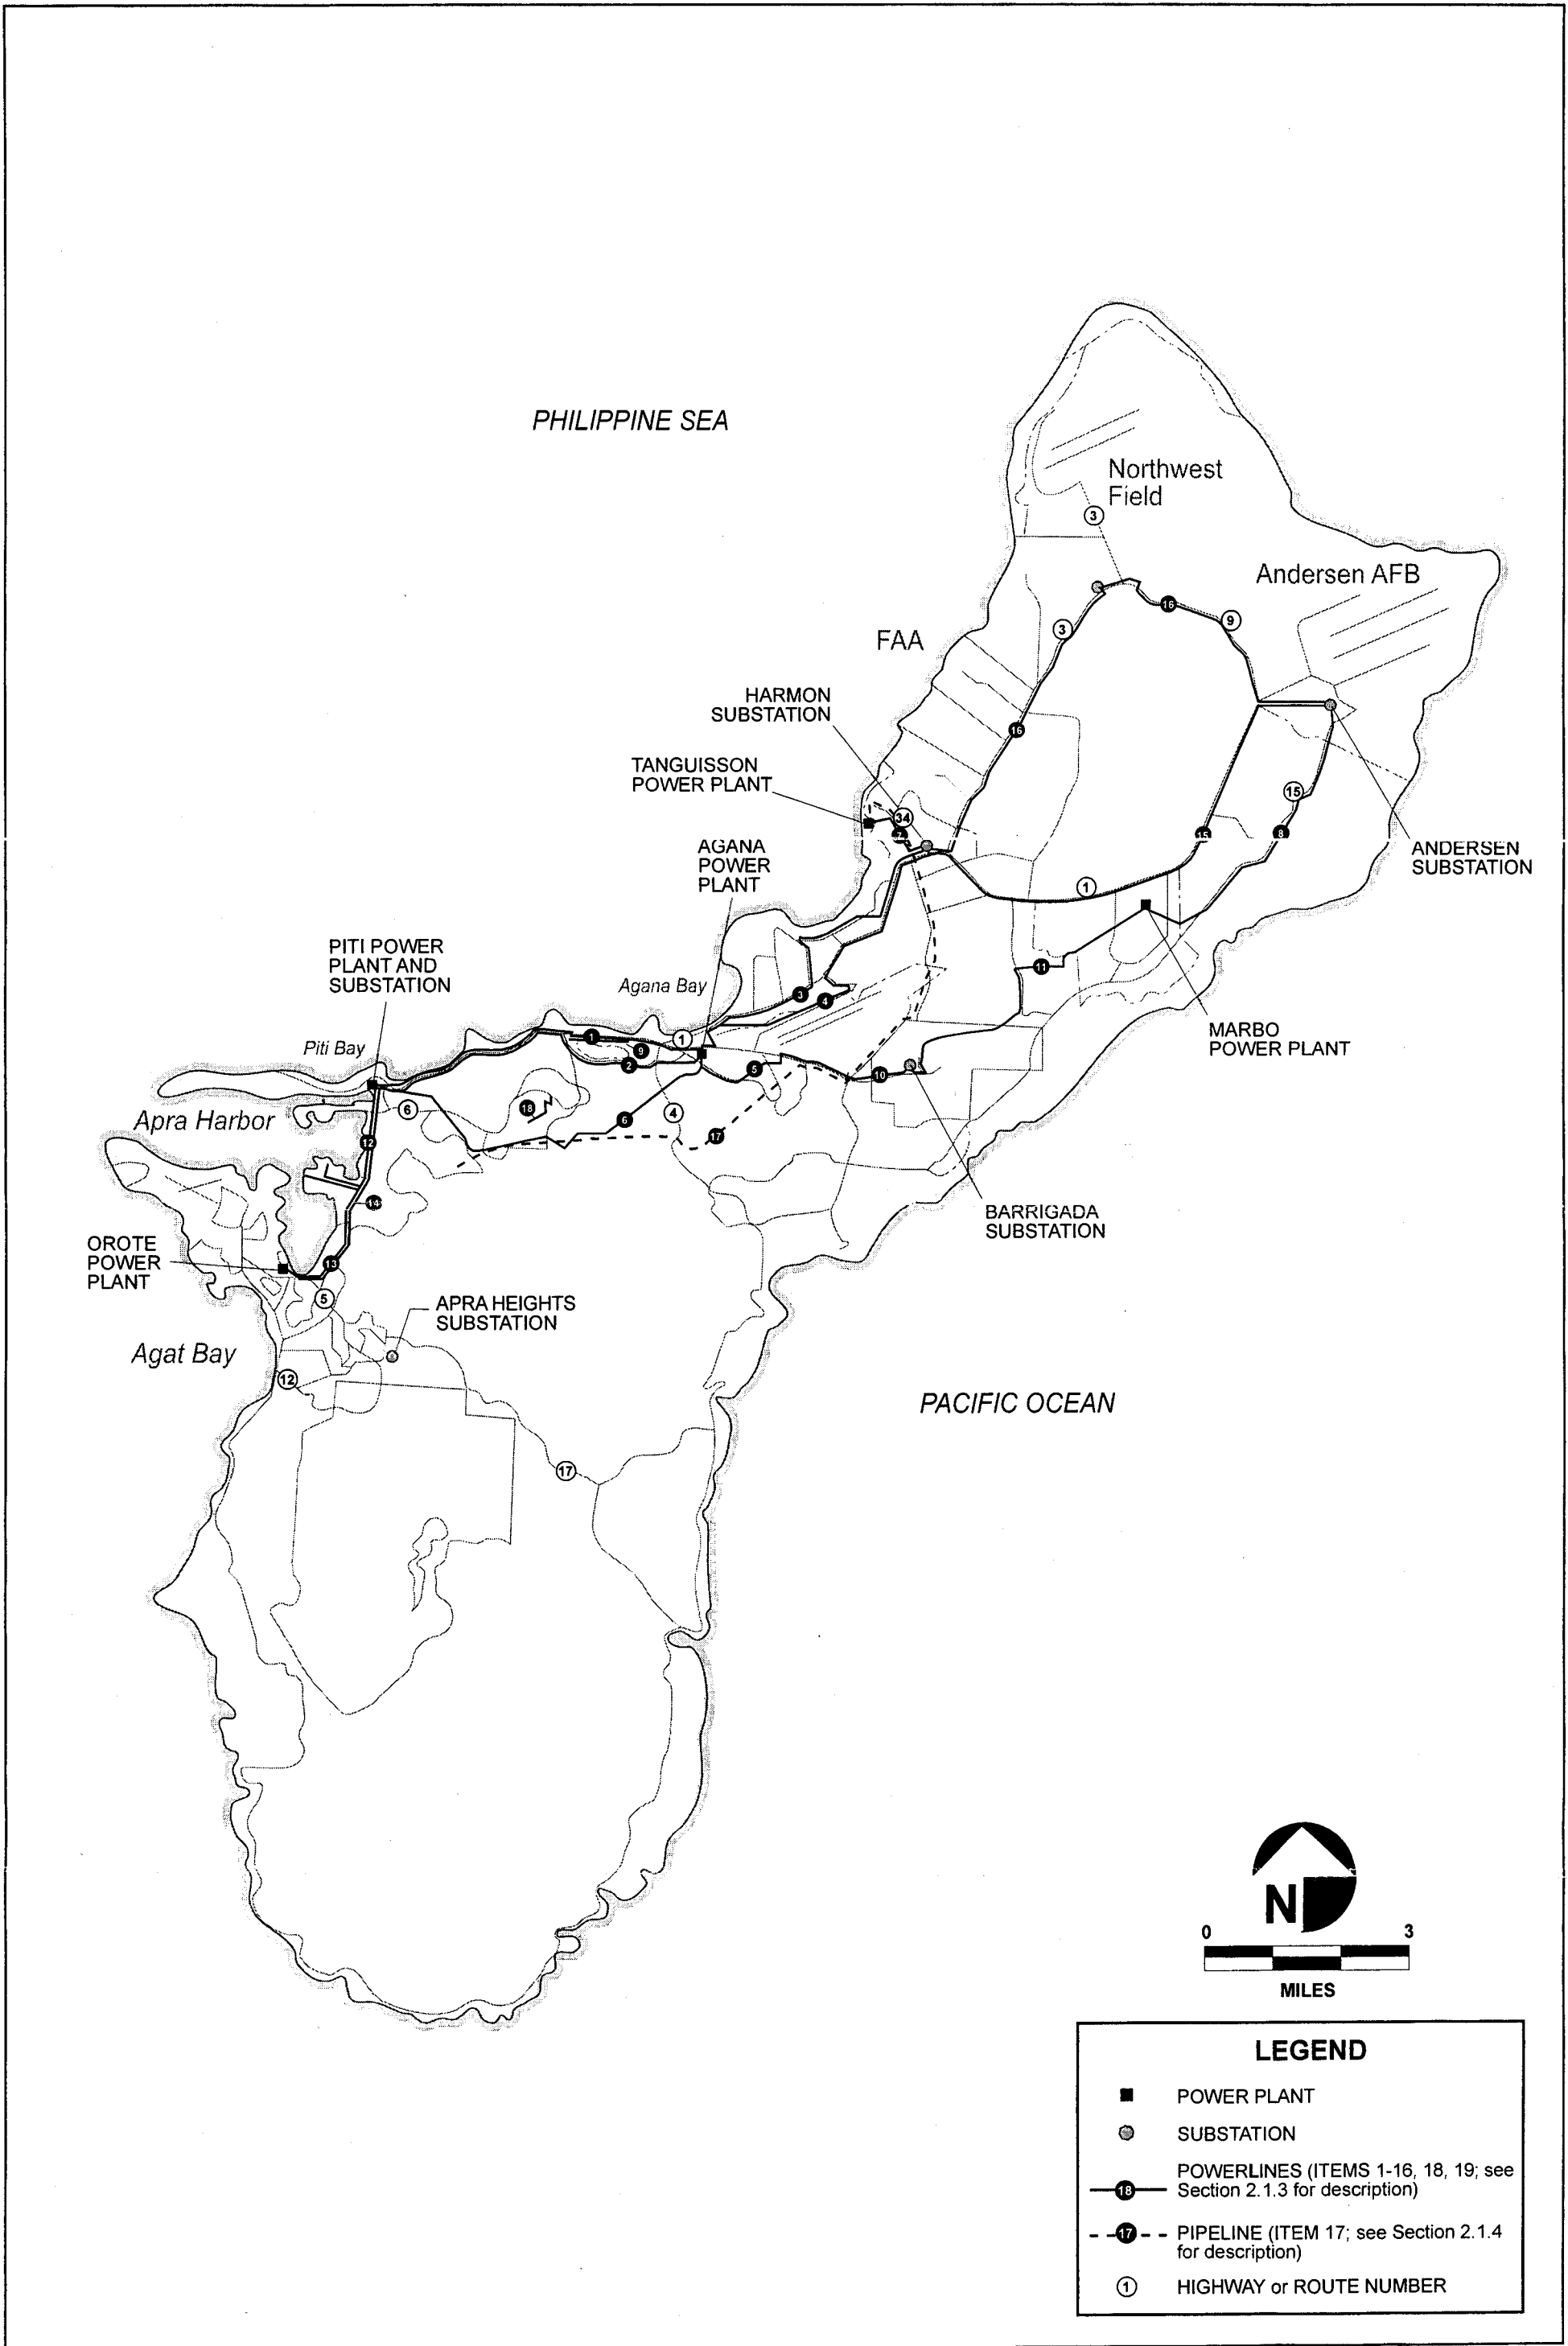 PHILIPPINE SEA
Northwest
Field
3
Andersen AFB
16
9
3
FAA
HARMON
SUBSTATION
16
TANGUISSON
POWER PLANT
15
34
7
15
8
ANDERSEN
SUBSTATION
AGANA
POWER
PLANT
1
PITI POWER
PLANT AND
SUBSTATION
11
Agana Bay
3
4
MARBO
POWER PLANT
Piti Bay
1
1
9
2
5
10
6
18
6
4
17
Apra Harbor
12
14
BARRIGADA
SUBSTATION
OROTE
POWER
PLANT
13
5
APRA HEIGHTS
SUBSTATION
Agat Bay
12
PACIFIC OCEAN
17
N
0 3
MILES
LEGEND
POWER PLANT
SUBSTATION
POWERLINES (ITEMS 1-16, 18, 19; see
18 Section 2.1.3 for description)
17 PIPELINE (ITEM 17; see Section 2.1.4
for description)
1 HIGHWAY or ROUTE NUMBER